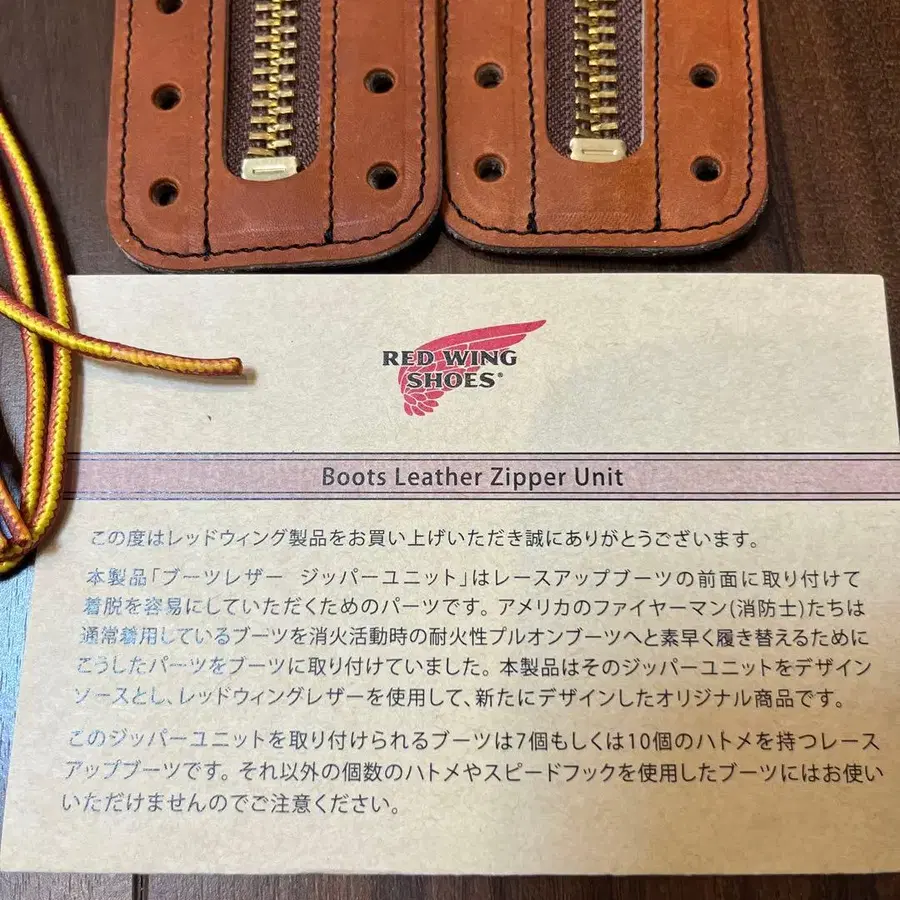 RED WING
SHOES®
Boots Leather Zipper Unit
この度はレッドウィング製品をお買い上げいただき誠にありがとうございます。
本製品「ブーツレザー　ジッパーユニット」はレースアップブーツの前面に取り付けて
着脱を容易にしていただくためのパーツです。アメリカのファイヤーマン(消防士)たちは
通常着用しているブーツを消火活動時の耐火性プルオンブーツへと素早く履き替えるために
こうしたパーツをブーツに取り付けていました。本製品はそのジッパーユニットをデザイン
ソースとし、レッドウィングレザーを使用して、新たにデザインしたオリジナル商品です。
このジッパーユニットを取り付けられるブーツは7個もしくは10個のハトメを持つレース
アップブーツです。それ以外の個数のハトメやスピードフックを使用したブーツにはお使い
いただけませんのでご注意ください。